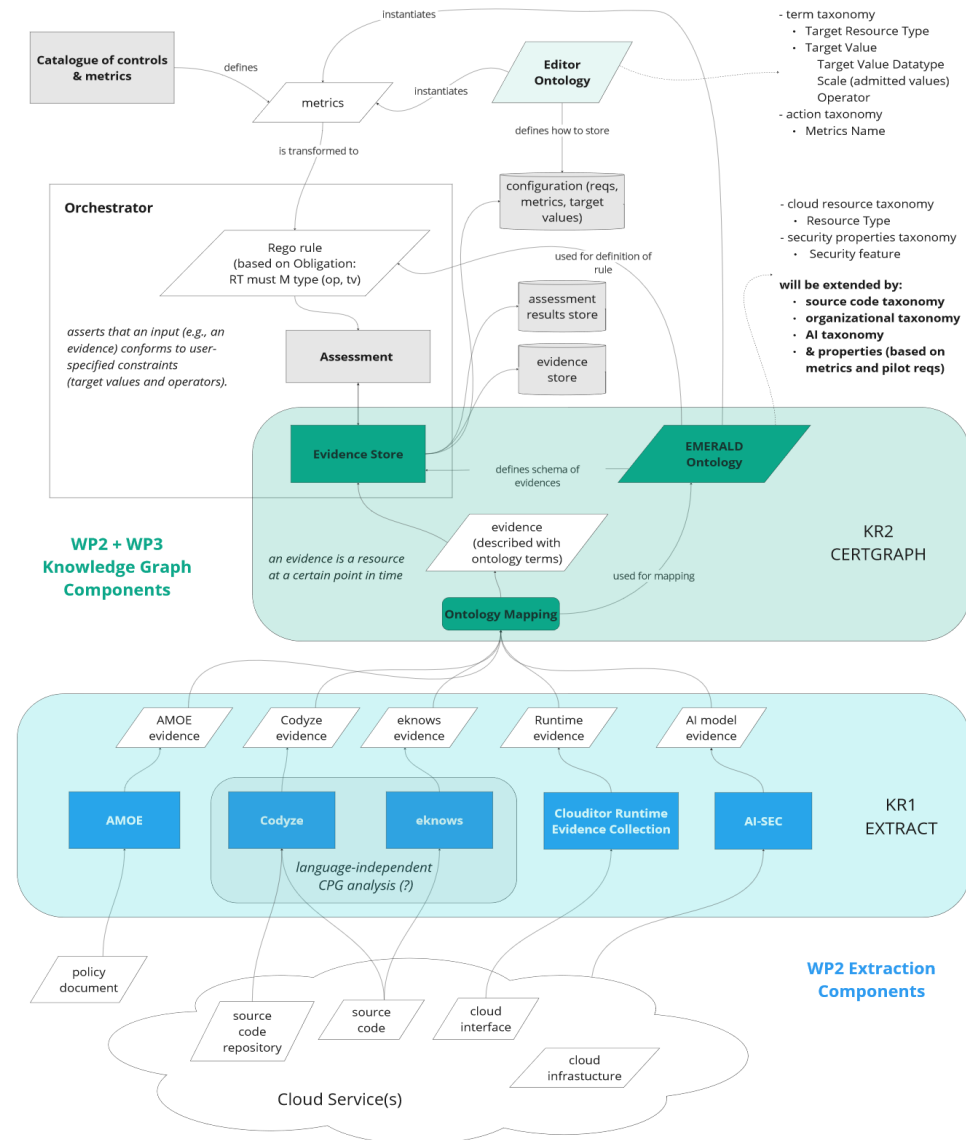 instantiates
- term taxonomy
• Target Resource Type
• Target Value
Target Value Datatype
Scale (admitted values)
Operator
- action taxonomy
• Metrics Name
Catalogue of controls
& metrics
defines
metrics
instantiates
Editor
Ontology
defines how to store
is transformed to
configuration (reqs,
metrics, target
values)
Orchestrator
Rego rule
(based on Obligation:
RT must M type (op, tv)
used for definition of
rule
- cloud resource taxonomy
• Resource Type
- security properties taxonomy
• Security feature
will be extended by:
• source code taxonomy
• organizational taxonomy
• AI taxonomy
• & properties (based on
metrics and pilot reqs)
assessment
results store
asserts that an input (e.g., an
evidence) conforms to user-
specified constraints
(target values and operators).
Assessment
evidence
store
Evidence Store
EMERALD
Ontology
defines schema of
evidences
WP2 + WP3
Knowledge Graph
Components
an evidence is a resource
at a certain point in time
evidence
(described with
ontology terms)
used for mapping
KR2
CERTGRAPH
Ontology Mapping
AMOE
evidence
Codyze
evidence
eknows
evidence
Runtime
evidence
AI model
evidence
AMOE
Codyze
eknows
Clouditor Runtime
Evidence Collection
AI-SEC
KR1
EXTRACT
language-independent
CPG analysis (?)
policy
document
WP2 Extraction
Components
source
code
repository
source
code
cloud
interface
cloud
infrastucture
Cloud Service(s)